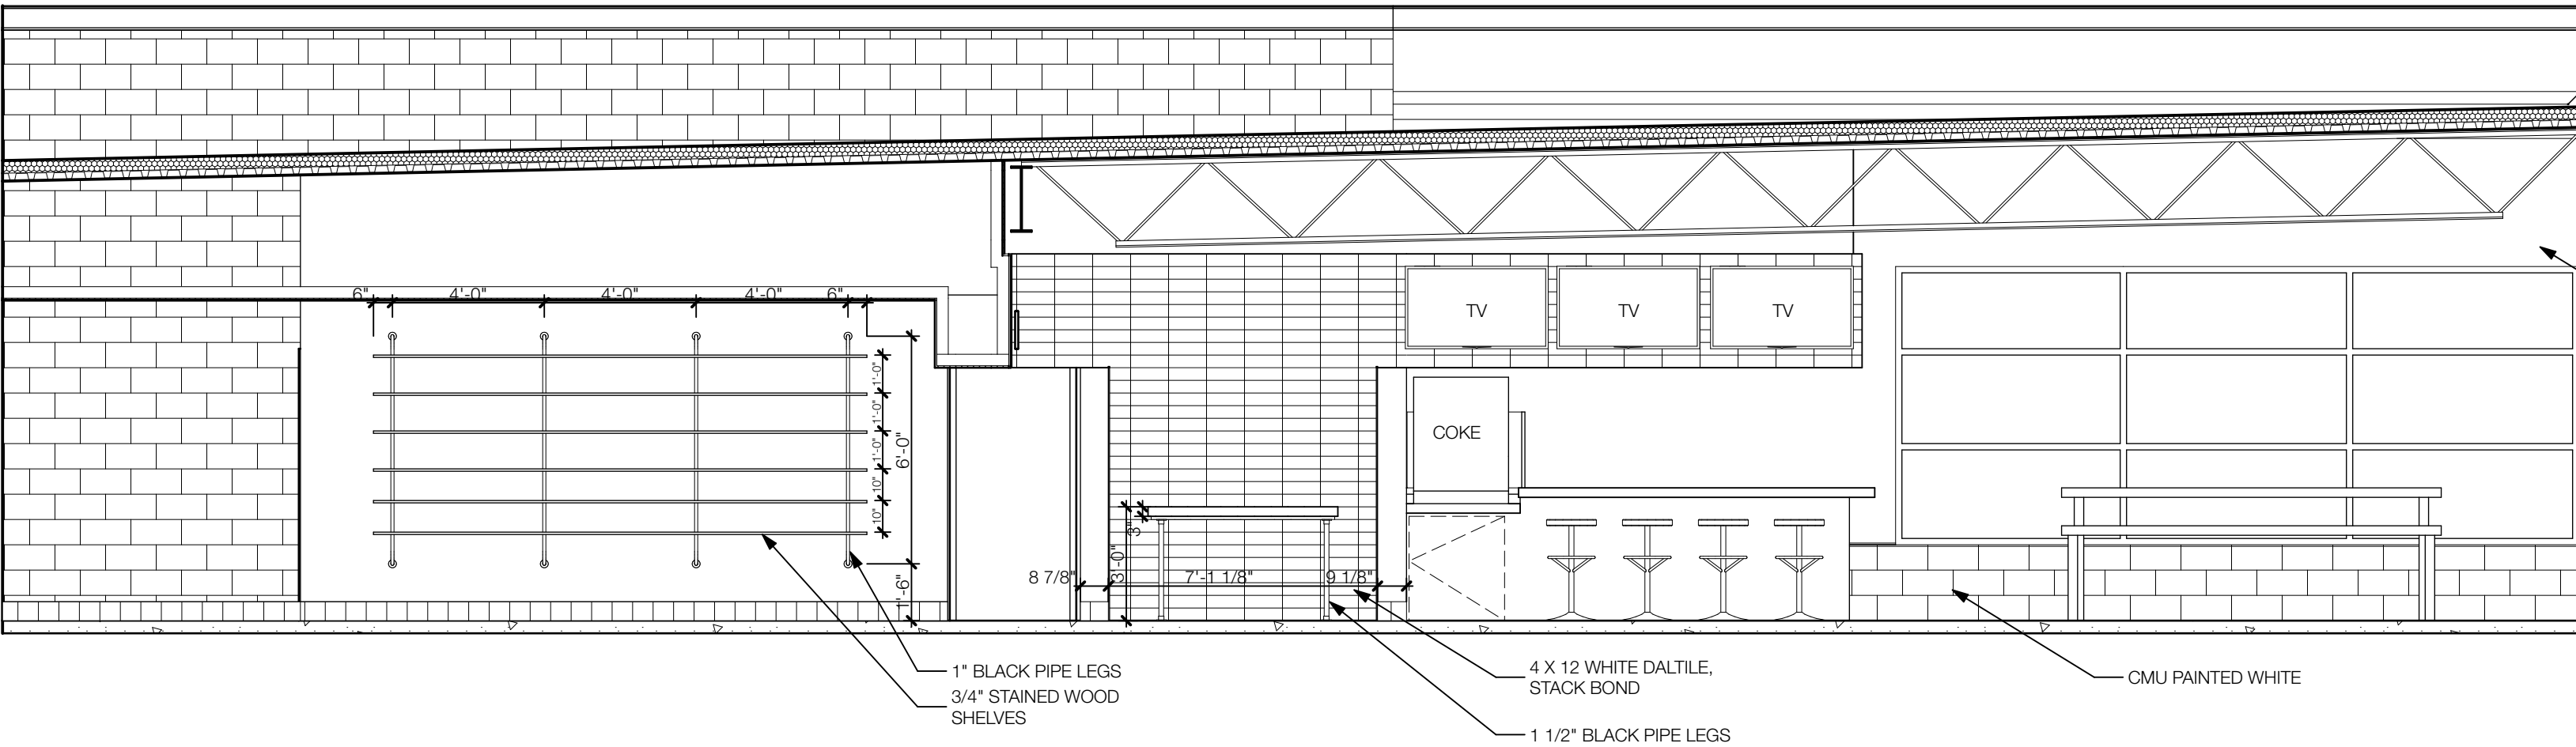 6" 4'-0" 4'-0" 4'-0" 6"
TV TV TV
1'-0"
1'-0"
1'-0"
10"
10"
6'-0"
1'-6"
COKE
3"
3'-0"
8 7/8" 7'-1 1/8" 9 1/8"
1" BLACK PIPE LEGS
3/4" STAINED WOOD
SHELVES
4 X 12 WHITE DALTILE,
STACK BOND
1 1/2" BLACK PIPE LEGS
CMU PAINTED WHITE